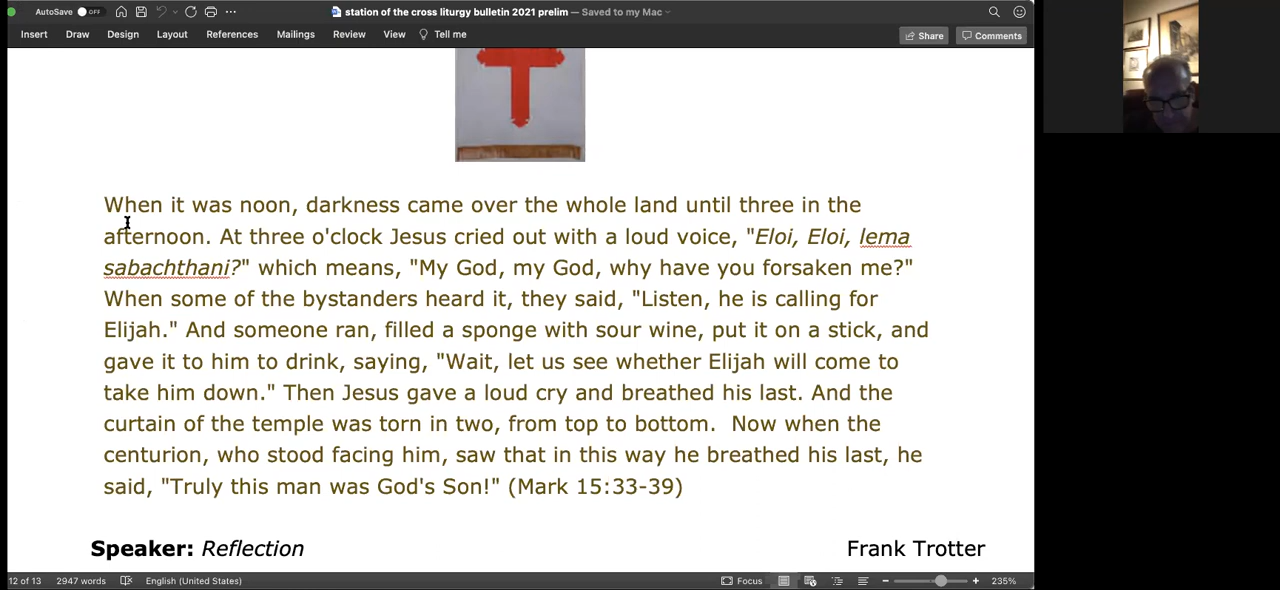 AutoSave OFF
station of the cross liturgy bulletin 2021 prelim — Saved to my Mac
Insert Draw Design Layout References Mailings Review View Tell me
Share Comments
When it was noon, darkness came over the whole land until three in the
afternoon. At three o'clock Jesus cried out with a loud voice, "Eloi, Eloi, lema
sabachthani?" which means, "My God, my God, why have you forsaken me?"
When some of the bystanders heard it, they said, "Listen, he is calling for
Elijah." And someone ran, filled a sponge with sour wine, put it on a stick, and
gave it to him to drink, saying, "Wait, let us see whether Elijah will come to
take him down." Then Jesus gave a loud cry and breathed his last. And the
curtain of the temple was torn in two, from top to bottom.  Now when the
centurion, who stood facing him, saw that in this way he breathed his last, he
said, "Truly this man was God's Son!" (Mark 15:33-39)
Speaker: Reflection Frank Trotter
12 of 13 2947 words English (United States) Focus 235%